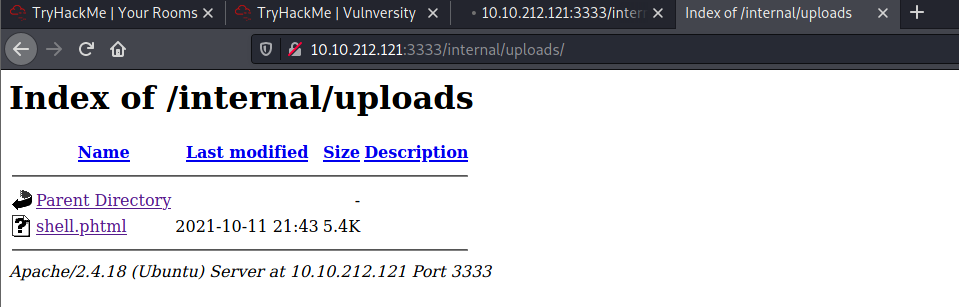 TryHackMe | Your Rooms TryHackMe | Vulnversity 10.10.212.121:3333/inter Index of /internal/uploads
10.10.212.121:3333/internal/uploads/
Index of /internal/uploads
Name Last modified Size Description
Parent Directory -
shell.phtml 2021-10-11 21:43 5.4K
Apache/2.4.18 (Ubuntu) Server at 10.10.212.121 Port 3333